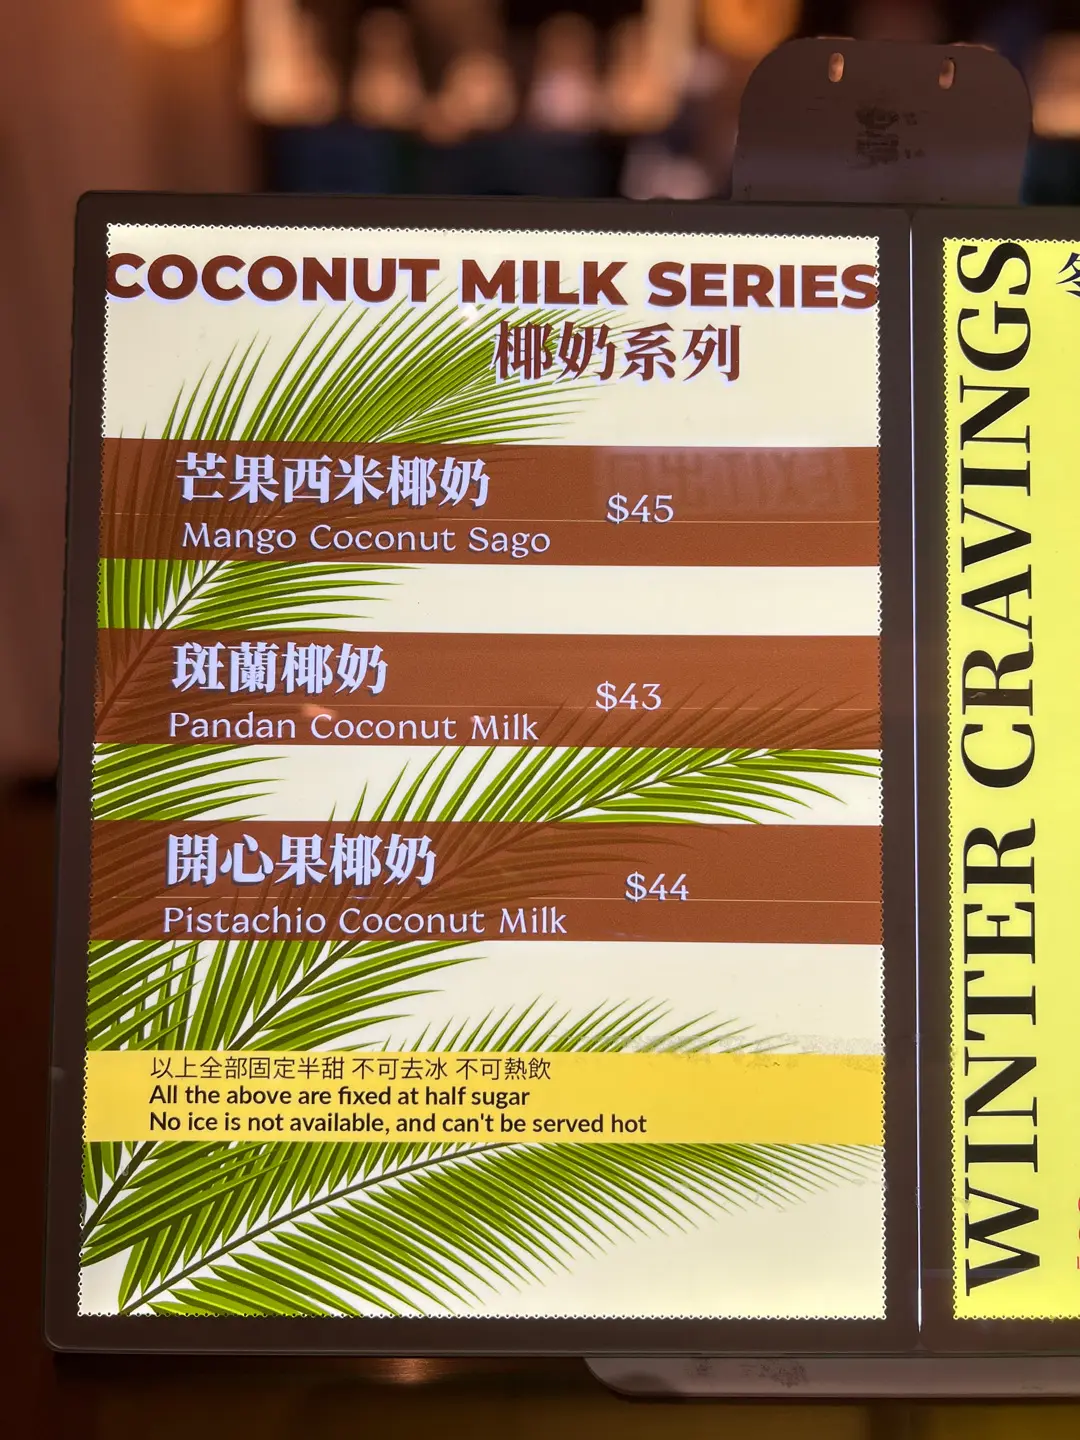 COCONUT MILK SERIES
椰奶系列
芒果西米椰奶
$45
Mango Coconut Sago
斑蘭椰奶
$43
Pandan Coconut Milk
開心果椰奶
$44
Pistachio Coconut Milk
以上全部固定半甜 不可去冰 不可熱飲
All the above are fixed at half sugar
No ice is not available, and can't be served hot
WINTER CRAVINGS